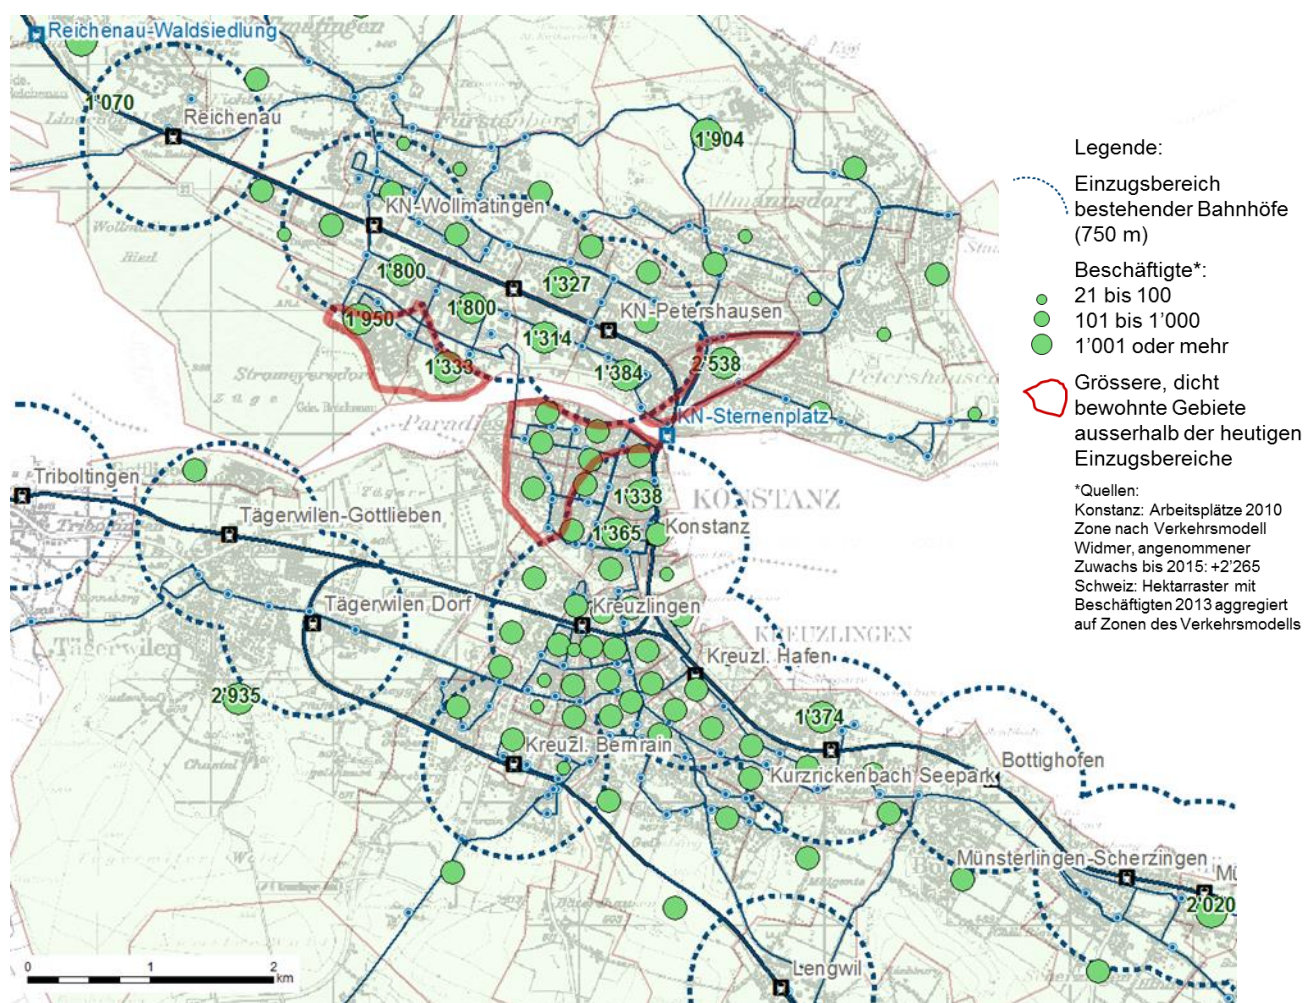 Reichenau-Waldsiedlung
1'070
Reichenau
1'904
KN-Wollmatingen
Allmannsdorf
1'800
1'327
1'800
KN-Petershausen
1'950
1'314
1'333
1'384
2'538
Petershausen
KN-Sternenplatz
Paradies
Triboltingen
1'338
KONSTANZ
Tägerwilen-Gottlieben
1'365
Konstanz
Tägerwilen Dorf
Kreuzlingen
KREUZLINGEN
Tägerwilen
Kreuzl. Hafen
2'935
1'374
Kreuzl. Bernrain
Bottighofen
Kurzrickenbach Seepark
Münsterlingen-Scherzingen
Mü
2'020
Lengwil
0 1 2
km
Legende:
Einzugsbereich
bestehender Bahnhöfe
(750 m)
Beschäftigte*:
21 bis 100
101 bis 1'000
1'001 oder mehr
Grössere, dicht
bewohnte Gebiete
ausserhalb der heutigen
Einzugsbereiche
*Quellen:
Konstanz: Arbeitsplätze 2010
Zone nach Verkehrsmodell
Widmer, angenommener
Zuwachs bis 2015: +2'265
Schweiz: Hektarraster mit
Beschäftigten 2013 aggregiert
auf Zonen des Verkehrsmodells